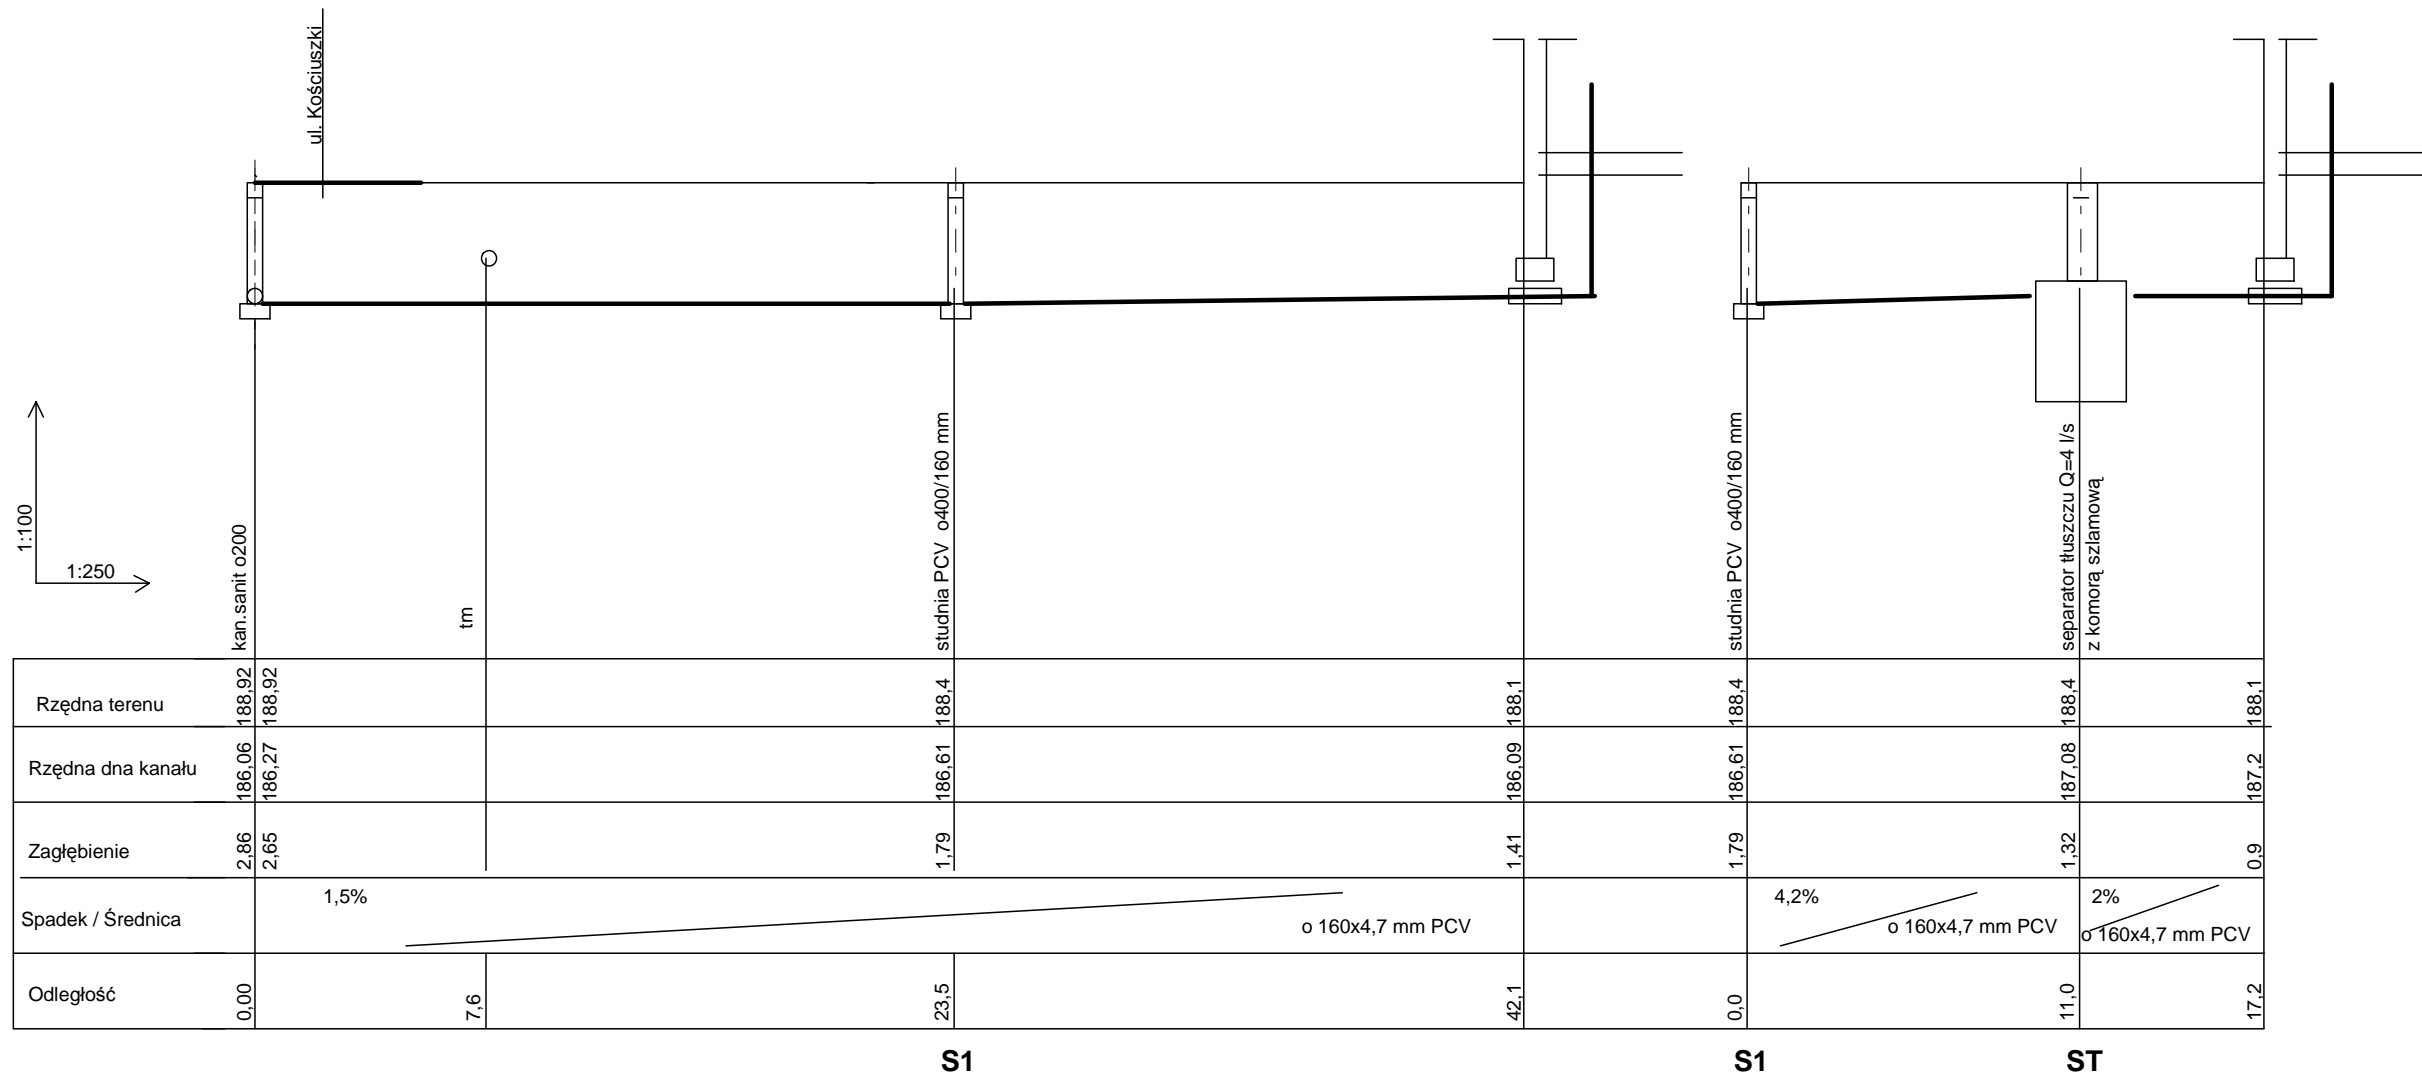 ul. Kościuszki
1:100
1:250
kan.sanit o200
tm
studnia PCV o400/160 mm
studnia PCV o400/160 mm
separator tłuszczu Q=4 l/s
z komorą szlamową
Rzędna terenu
188,92
188,92
188,4
188,1
188,4
188,4
188,1
Rzędna dna kanału
186,06
186,27
186,61
186,09
186,61
187,08
187,2
Zagłębienie
2,86
2,65
1,79
1,41
1,79
1,32
0,9
Spadek / Średnica
1,5%
o 160x4,7 mm PCV
4,2%
o 160x4,7 mm PCV
2%
o 160x4,7 mm PCV
Odległość
0,00
7,6
23,5
42,1
0,0
11,0
17,2
S1
S1
ST